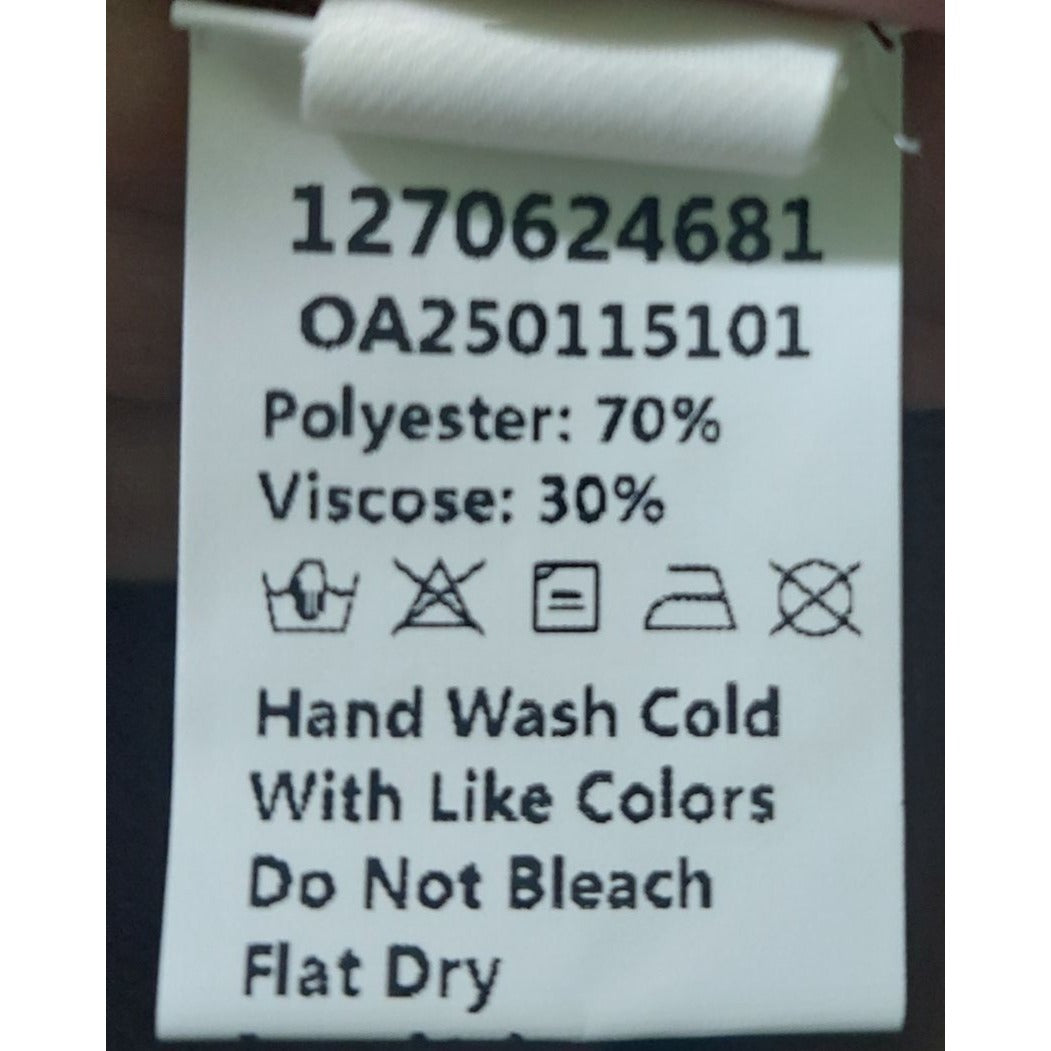 1270624681
OA250115101
Polyester: 70%
Viscose: 30%
Hand Wash Cold
With Like Colors
Do Not Bleach
Flat Dry